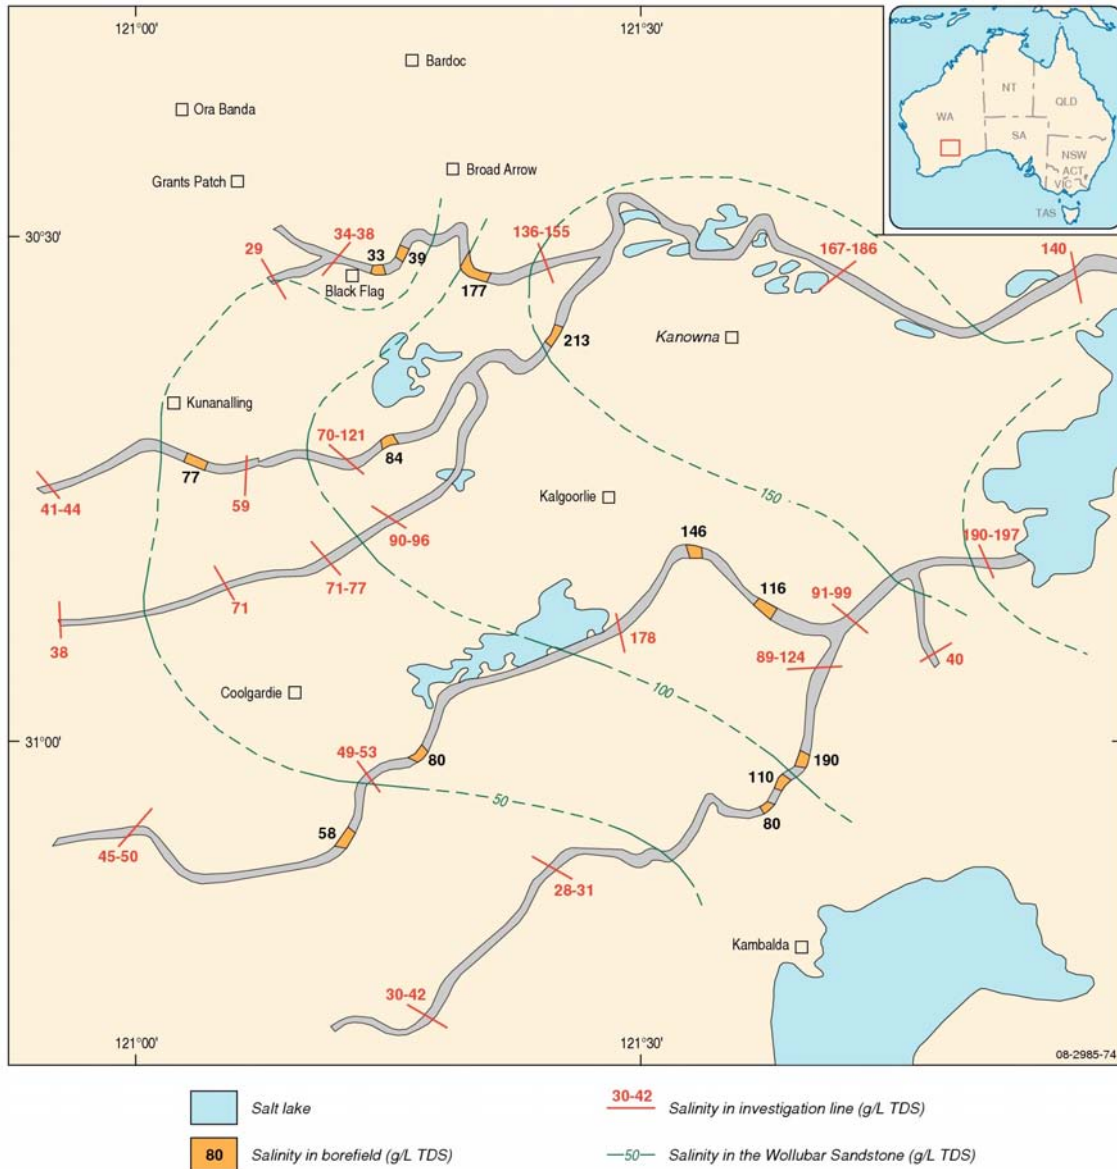 121°00'
121°30'
Bardoc
Ora Banda
Grants Patch
Broad Arrow
NT
WA
QLD
SA
NSW
ACT
VIC
TAS
30°30'
29
34-38
33
39
Black Flag
177
136-155
167-186
140
213
Kanowna
Kunanalling
70-121
84
77
41-44
59
Kalgoorlie
150
190-197
90-96
146
71-77
116
91-99
71
38
178
89-124
40
Coolgardie
100
31°00'
49-53
80
190
110
50
80
58
45-50
28-31
Kambalda
30-42
121°00'
121°30'
08-2985-74
Salt lake
30-42 Salinity in investigation line (g/L TDS)
80 Salinity in borefield (g/L TDS)
50 Salinity in the Wollubar Sandstone (g/L TDS)